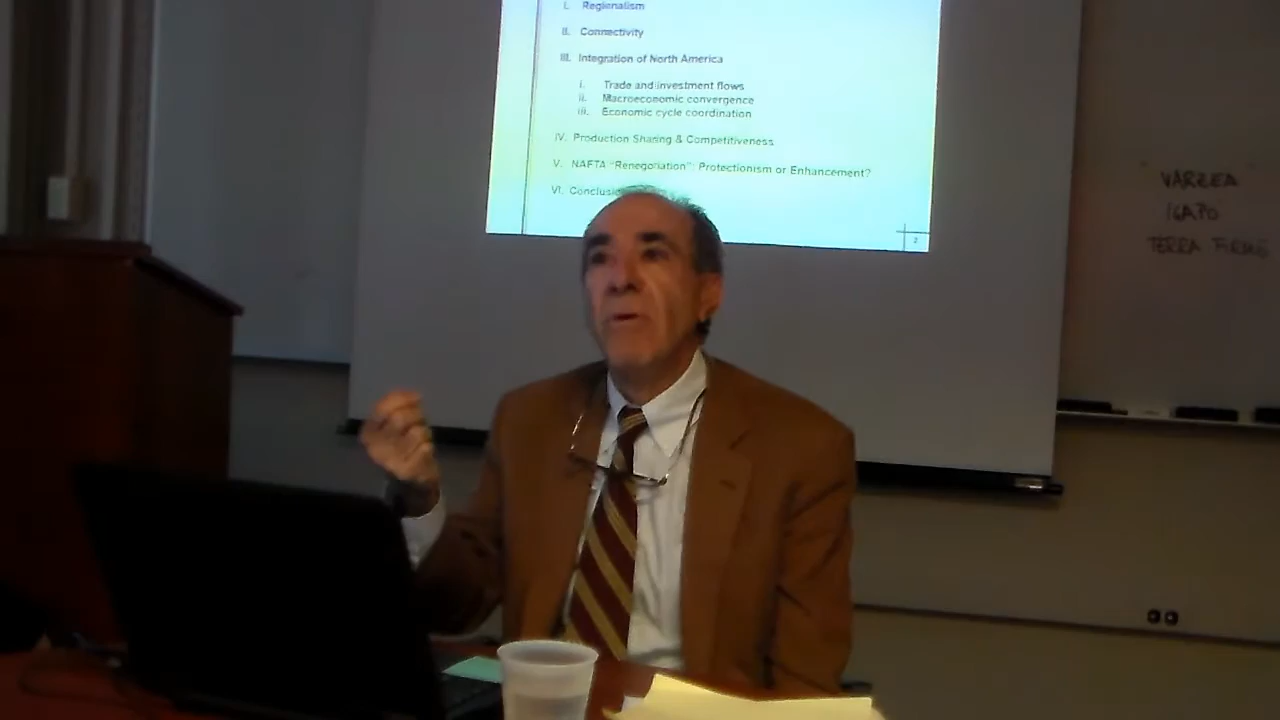 I. Regionalism
II. Connectivity
III. Integration of North America
i. Trade and investment flows
ii. Macroeconomic convergence
iii. Economic cycle coordination
IV. Production Sharing & Competitiveness
V. NAFTA "Renegotiation": Protectionism or Enhancement?
VI.
2
VARZEA
IGAPO
TERRA FIRME